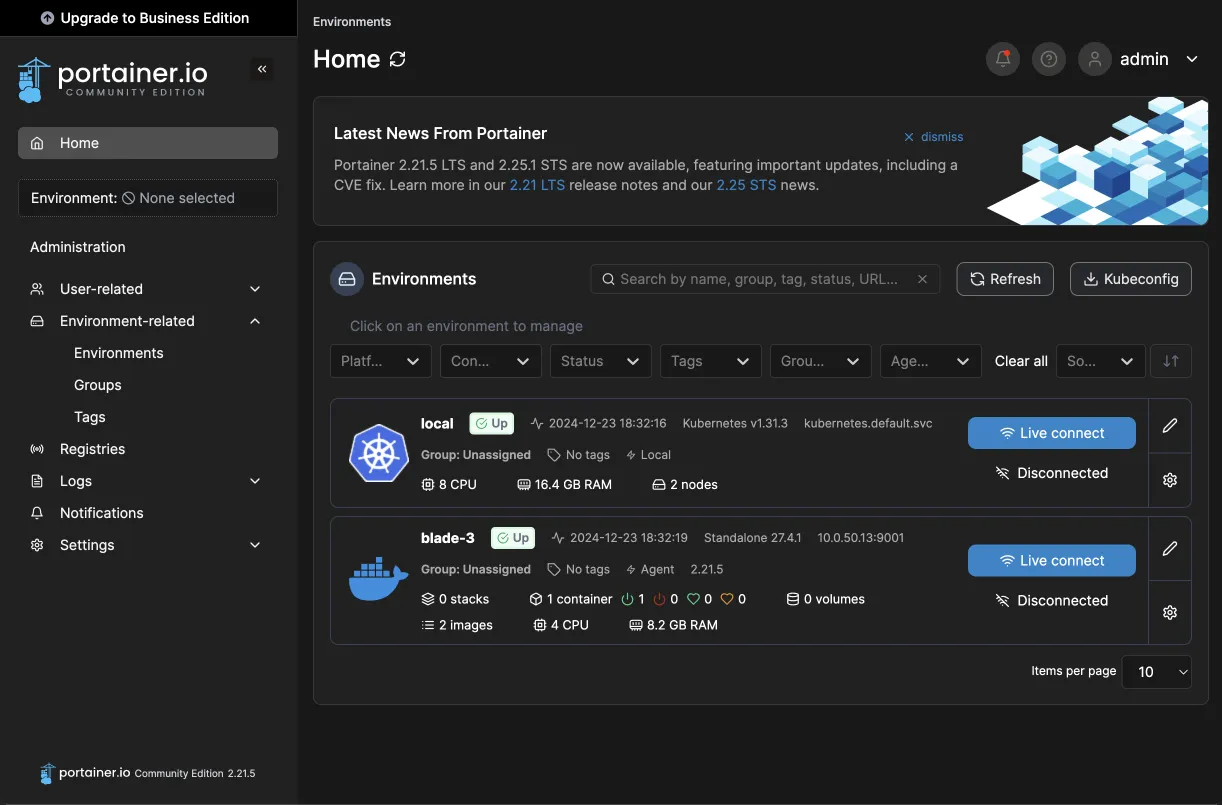 Upgrade to Business Edition
portainer.io
COMMUNITY EDITION
Home
Environment: None selected
Administration
User-related
Environment-related
Environments
Groups
Tags
Registries
Logs
Notifications
Settings
portainer.io Community Edition 2.21.5
Environments
Home
admin
Latest News From Portainer
dismiss
Portainer 2.21.5 LTS and 2.25.1 STS are now available, featuring important updates, including a
CVE fix. Learn more in our 2.21 LTS release notes and our 2.25 STS news.
Environments
Search by name, group, tag, status, URL...
Refresh
Kubeconfig
Click on an environment to manage
Platf... Con... Status Tags Grou... Age... Clear all So...
local Up 2024-12-23 18:32:16 Kubernetes v1.31.3 kubernetes.default.svc
Group: Unassigned No tags Local
8 CPU 16.4 GB RAM 2 nodes
Live connect
Disconnected
blade-3 Up 2024-12-23 18:32:19 Standalone 27.4.1 10.0.50.13:9001
Group: Unassigned No tags Agent 2.21.5
0 stacks 1 container 1 0 0 0 0 volumes
2 images 4 CPU 8.2 GB RAM
Live connect
Disconnected
Items per page 10